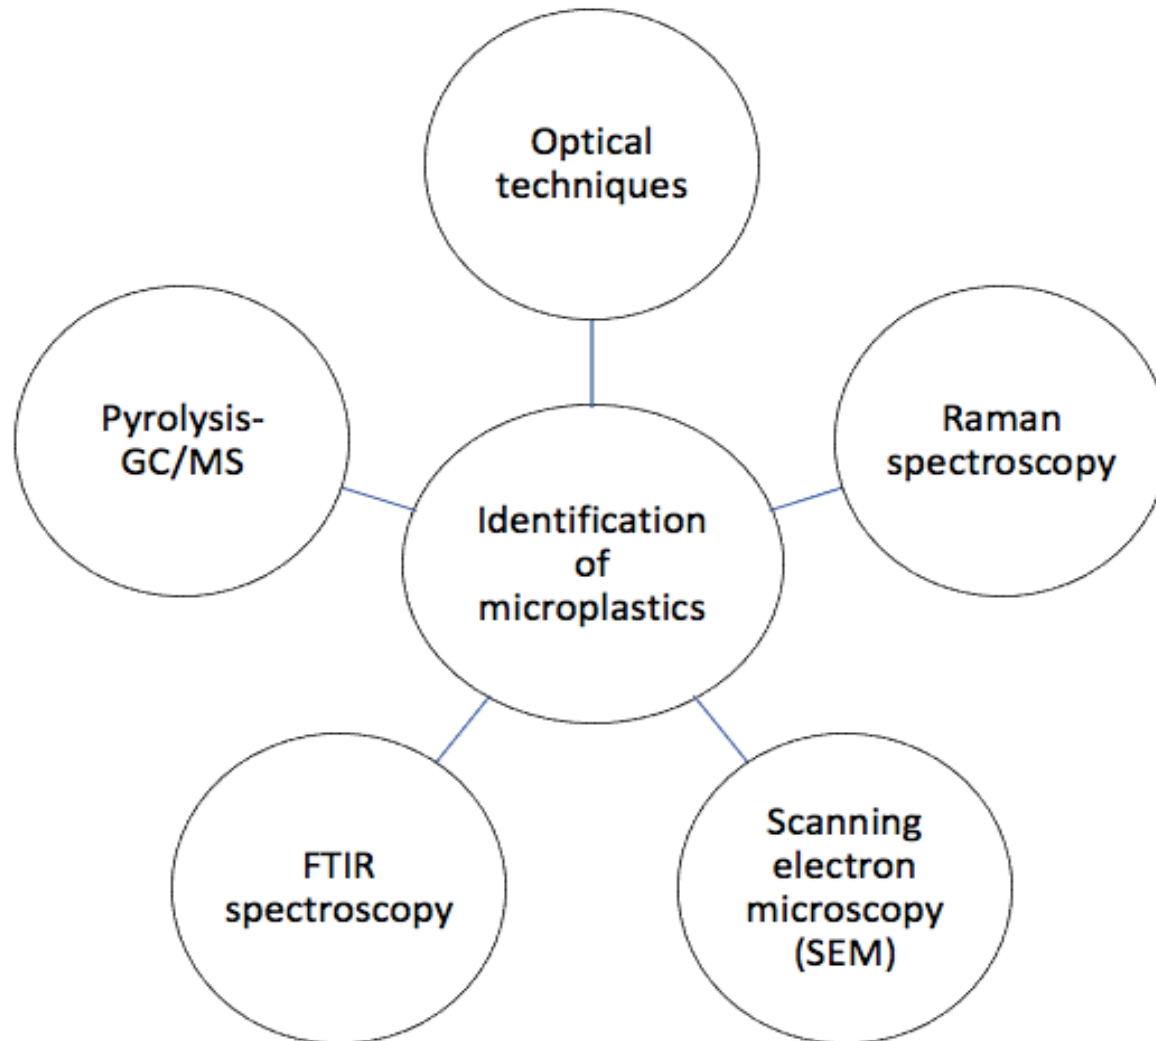 Optical
techniques
Pyrolysis-
GC/MS
Raman
spectroscopy
Identification
of
microplastics
FTIR
spectroscopy
Scanning
electron
microscopy
(SEM)